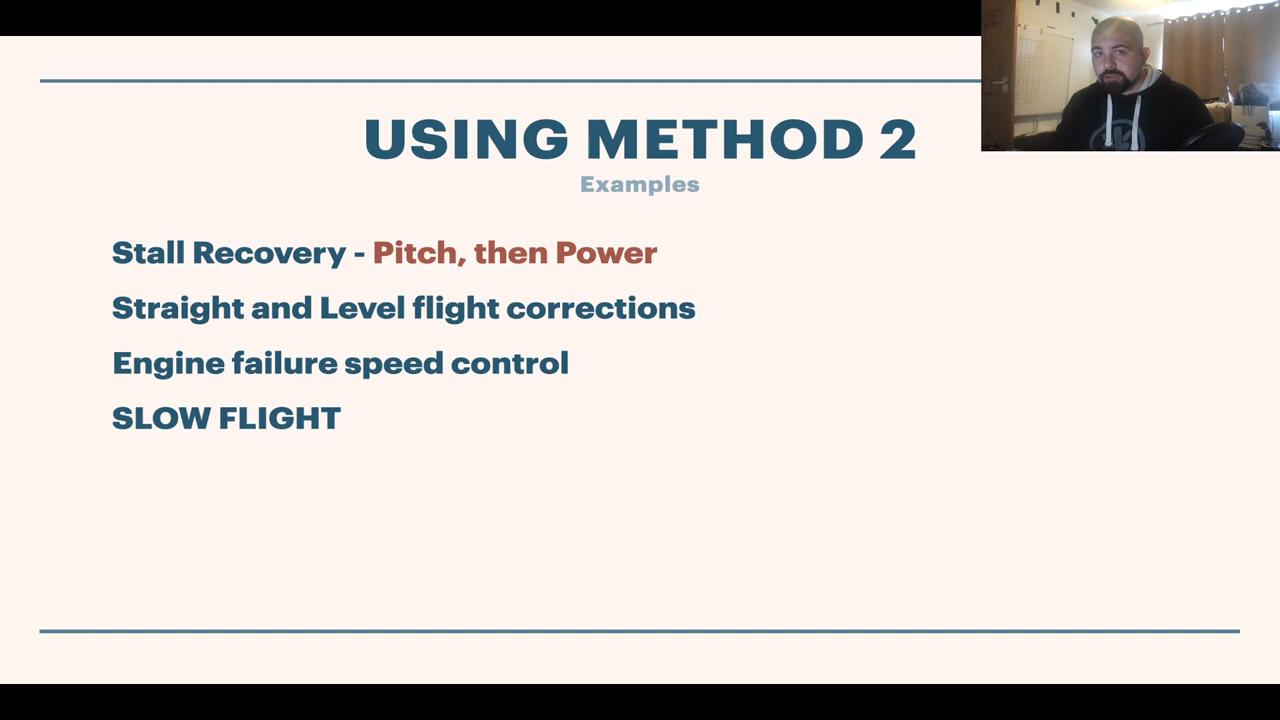 USING METHOD 2
Examples
Stall Recovery - Pitch, then Power
Straight and Level flight corrections
Engine failure speed control
SLOW FLIGHT